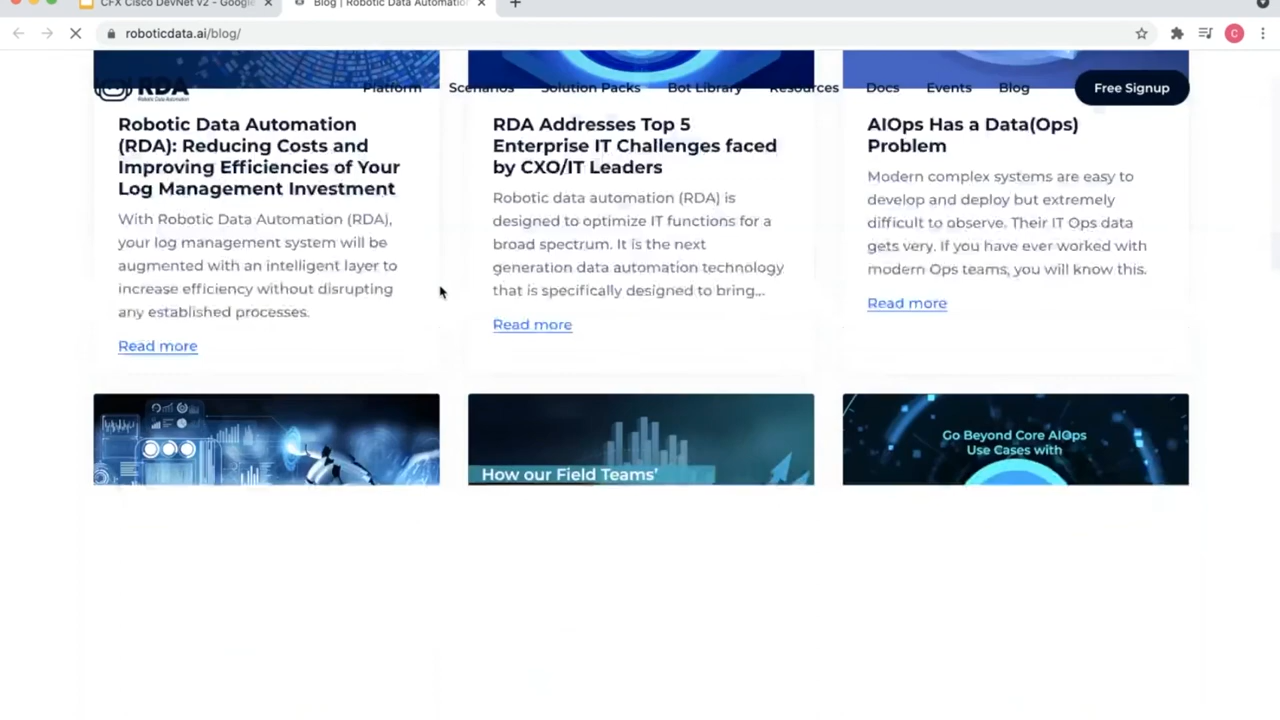 CFX Cisco DevNet v2 - Google
Blog | Robotic Data Automation
roboticdata.ai/blog/
C
RDA
Robotic Data Automation
Platform
Scenarios
Solution Packs
Bot Library
Resources
Docs
Events
Blog
Free Signup
Robotic Data Automation
(RDA): Reducing Costs and
Improving Efficiencies of Your
Log Management Investment
With Robotic Data Automation (RDA),
your log management system will be
augmented with an intelligent layer to
increase efficiency without disrupting
any established processes.
Read more
RDA Addresses Top 5
Enterprise IT Challenges faced
by CXO/IT Leaders
Robotic data automation (RDA) is
designed to optimize IT functions for a
broad spectrum. It is the next
generation data automation technology
that is specifically designed to bring...
Read more
AIOps Has a Data(Ops)
Problem
Modern complex systems are easy to
develop and deploy but extremely
difficult to observe. Their IT Ops data
gets very. If you have ever worked with
modern Ops teams, you will know this.
Read more
How our Field Teams'
Go Beyond Core AIOps
Use Cases with